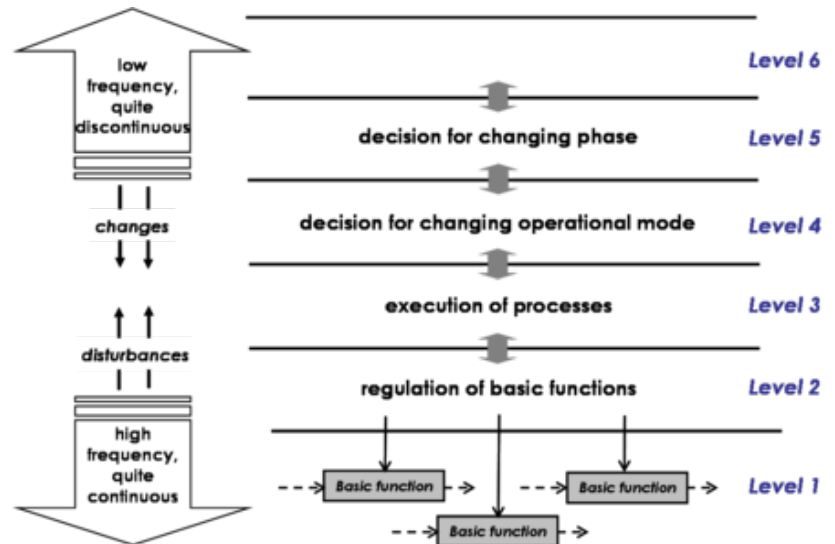 low
frequency,
quite
discontinuous
changes
disturbances
high
frequency,
quite
continuous
Level 6
decision for changing phase
Level 5
decision for changing operational mode
Level 4
execution of processes
Level 3
regulation of basic functions
Level 2
Basic function
Basic function
Basic function
Level 1